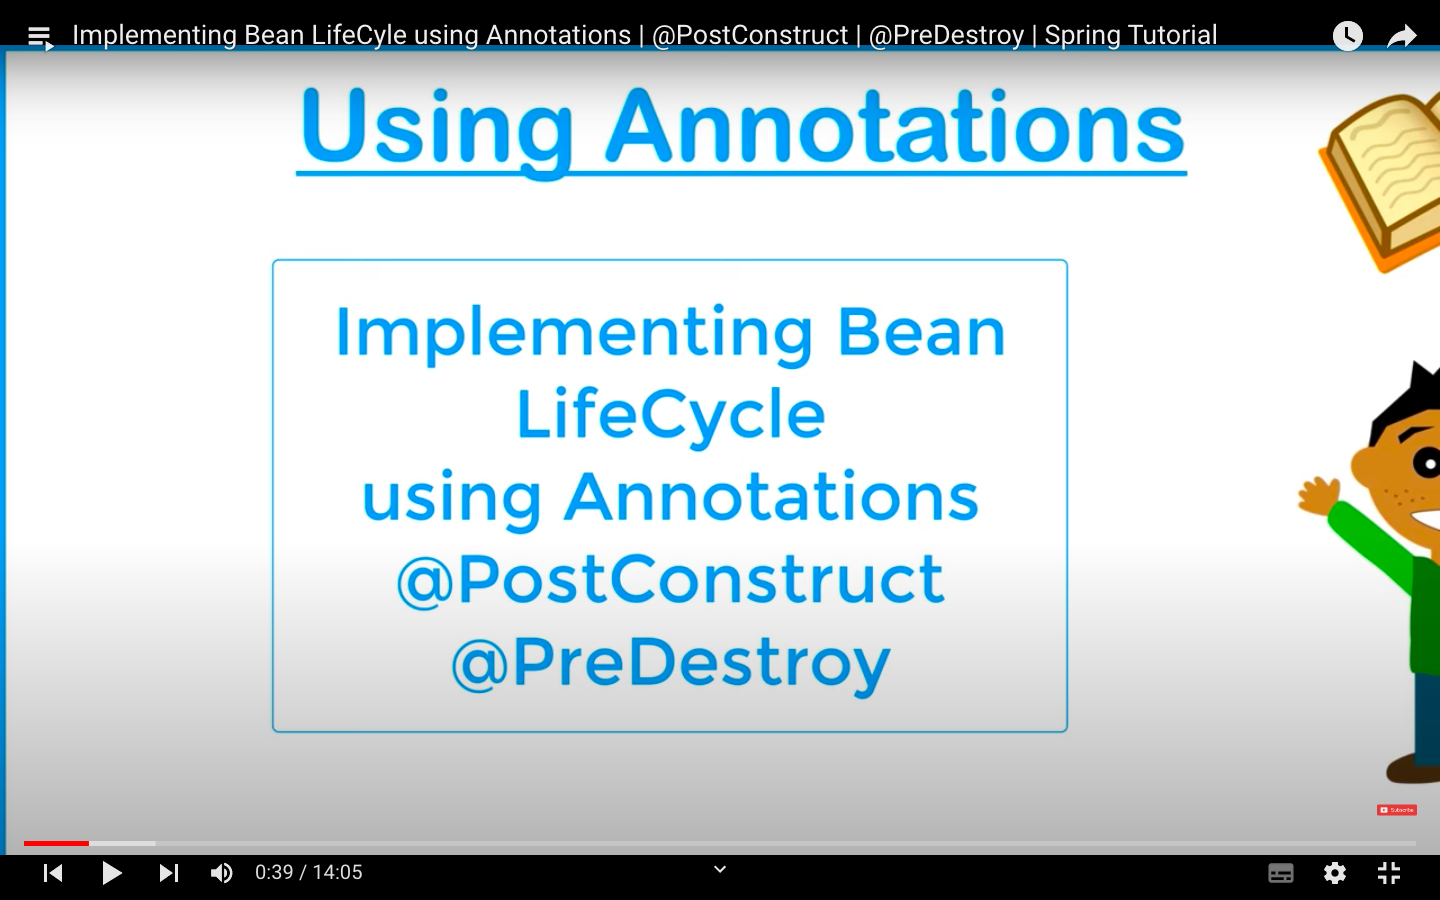 Implementing Bean LifeCyle using Annotations | @PostConstruct | @PreDestroy | Spring Tutorial
Using Annotations
Implementing Bean
LifeCycle
using Annotations
@PostConstruct
@PreDestroy
Subscribe
0:39 / 14:05